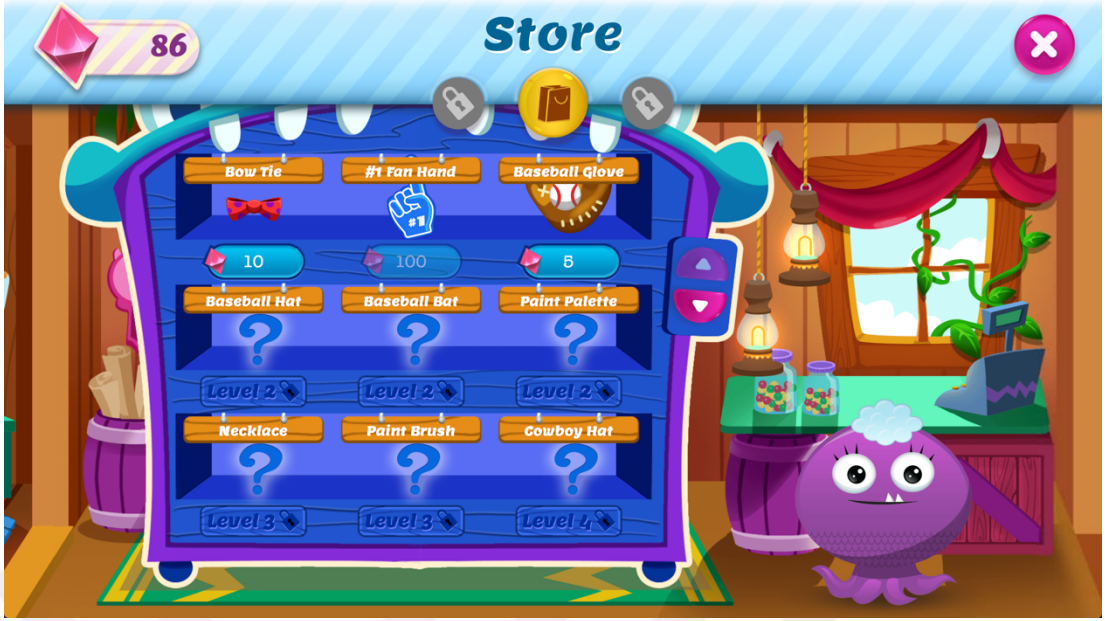 86
Store
Bow Tie
#1 Fan Hand
Baseball Glove
#1
10
100
5
Baseball Hat
Baseball Bat
Paint Palette
?
?
?
Level 2
Level 2
Level 2
Necklace
Paint Brush
Cowboy Hat
?
?
?
Level 3
Level 3
Level 4